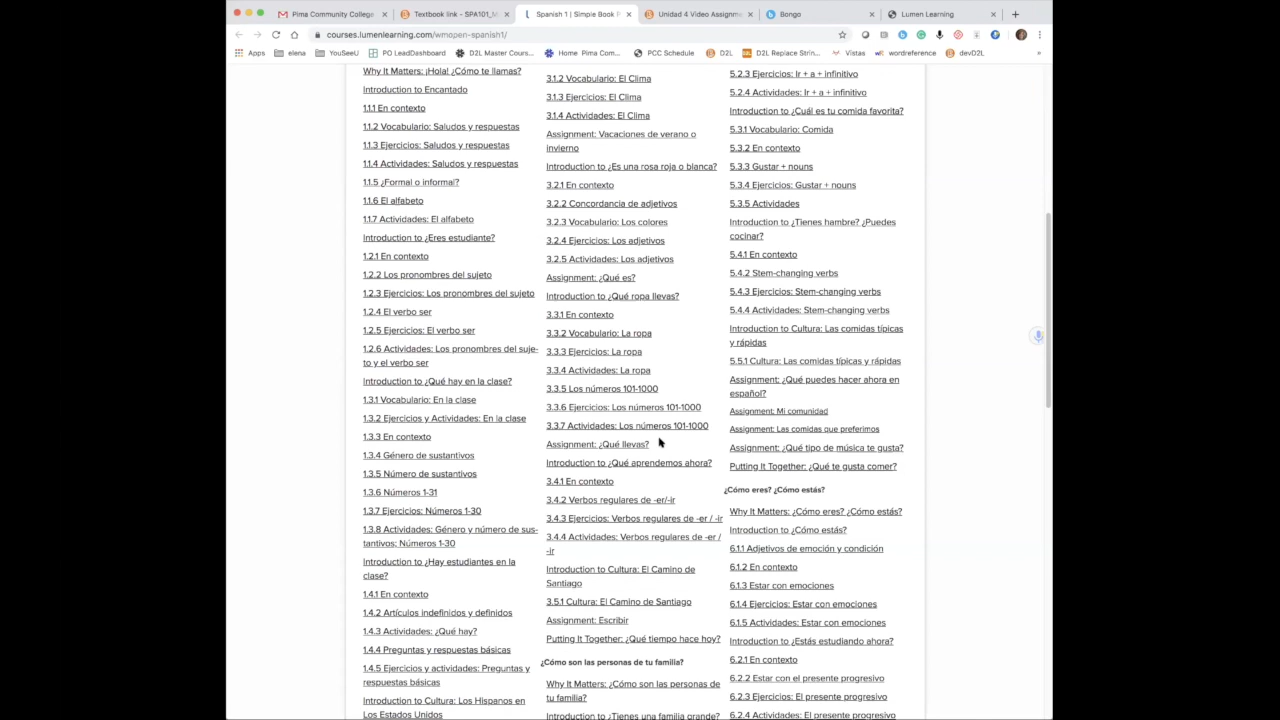 Pima Community College
Textbook link - SPA101_M
Spanish 1 | Simple Book P
Unidad 4 Video Assignme
Bongo
Lumen Learning
courses.lumenlearning.com/wmopen-spanish1/
Apps
elena
YouSeeU
PO LeadDashboard
D2L Master Cours...
Home Pima Com...
PCC Schedule
D2L
D2L Replace Strin...
Vistas
wordreference
devD2L
Why It Matters: ¡Hola! ¿Cómo te llamas?
Introduction to Encantado
1.1.1 En contexto
1.1.2 Vocabulario: Saludos y respuestas
1.1.3 Ejercicios: Saludos y respuestas
1.1.4 Actividades: Saludos y respuestas
1.1.5 ¿Formal o informal?
1.1.6 El alfabeto
1.1.7 Actividades: El alfabeto
Introduction to ¿Eres estudiante?
1.2.1 En contexto
1.2.2 Los pronombres del sujeto
1.2.3 Ejercicios: Los pronombres del sujeto
1.2.4 El verbo ser
1.2.5 Ejercicios: El verbo ser
1.2.6 Actividades: Los pronombres del suje-
to y el verbo ser
Introduction to ¿Qué hay en la clase?
1.3.1 Vocabulario: En la clase
1.3.2 Ejercicios y Actividades: En la clase
1.3.3 En contexto
1.3.4 Género de sustantivos
1.3.5 Número de sustantivos
1.3.6 Números 1-31
1.3.7 Ejercicios: Números 1-30
1.3.8 Actividades: Género y número de sus-
tantivos; Números 1-30
Introduction to ¿Hay estudiantes en la
clase?
1.4.1 En contexto
1.4.2 Artículos indefinidos y definidos
1.4.3 Actividades: ¿Qué hay?
1.4.4 Preguntas y respuestas básicas
1.4.5 Ejercicios y actividades: Preguntas y
respuestas básicas
Introduction to Cultura: Los Hispanos en
Los Estados Unidos
3.1.2 Vocabulario: El Clima
3.1.3 Ejercicios: El Clima
3.1.4 Actividades: El Clima
Assignment: Vacaciones de verano o
invierno
Introduction to ¿Es una rosa roja o blanca?
3.2.1 En contexto
3.2.2 Concordancia de adjetivos
3.2.3 Vocabulario: Los colores
3.2.4 Ejercicios: Los adjetivos
3.2.5 Actividades: Los adjetivos
Assignment: ¿Qué es?
Introduction to ¿Qué ropa llevas?
3.3.1 En contexto
3.3.2 Vocabulario: La ropa
3.3.3 Ejercicios: La ropa
3.3.4 Actividades: La ropa
3.3.5 Los números 101-1000
3.3.6 Ejercicios: Los números 101-1000
3.3.7 Actividades: Los números 101-1000
Assignment: ¿Qué llevas?
Introduction to ¿Qué aprendemos ahora?
3.4.1 En contexto
3.4.2 Verbos regulares de -er/-ir
3.4.3 Ejercicios: Verbos regulares de -er / -ir
3.4.4 Actividades: Verbos regulares de -er /
-ir
Introduction to Cultura: El Camino de
Santiago
3.5.1 Cultura: El Camino de Santiago
Assignment: Escribir
Putting It Together: ¿Qué tiempo hace hoy?
¿Cómo son las personas de tu familia?
Why It Matters: ¿Cómo son las personas de
tu familia?
Introduction to ¿Tienes una familia grande?
5.2.3 Ejercicios: Ir + a + infinitivo
5.2.4 Actividades: Ir + a + infinitivo
Introduction to ¿Cuál es tu comida favorita?
5.3.1 Vocabulario: Comida
5.3.2 En contexto
5.3.3 Gustar + nouns
5.3.4 Ejercicios: Gustar + nouns
5.3.5 Actividades
Introduction to ¿Tienes hambre? ¿Puedes
cocinar?
5.4.1 En contexto
5.4.2 Stem-changing verbs
5.4.3 Ejercicios: Stem-changing verbs
5.4.4 Actividades: Stem-changing verbs
Introduction to Cultura: Las comidas típicas
y rápidas
5.5.1 Cultura: Las comidas típicas y rápidas
Assignment: ¿Qué puedes hacer ahora en
español?
Assignment: Mi comunidad
Assignment: Las comidas que preferimos
Assignment: ¿Qué tipo de música te gusta?
Putting It Together: ¿Qué te gusta comer?
¿Cómo eres? ¿Cómo estás?
Why It Matters: ¿Cómo eres? ¿Cómo estás?
Introduction to ¿Cómo estás?
6.1.1 Adjetivos de emoción y condición
6.1.2 En contexto
6.1.3 Estar con emociones
6.1.4 Ejercicios: Estar con emociones
6.1.5 Actividades: Estar con emociones
Introduction to ¿Estás estudiando ahora?
6.2.1 En contexto
6.2.2 Estar con el presente progresivo
6.2.3 Ejercicios: El presente progresivo
6.2.4 Actividades: El presente progresivo